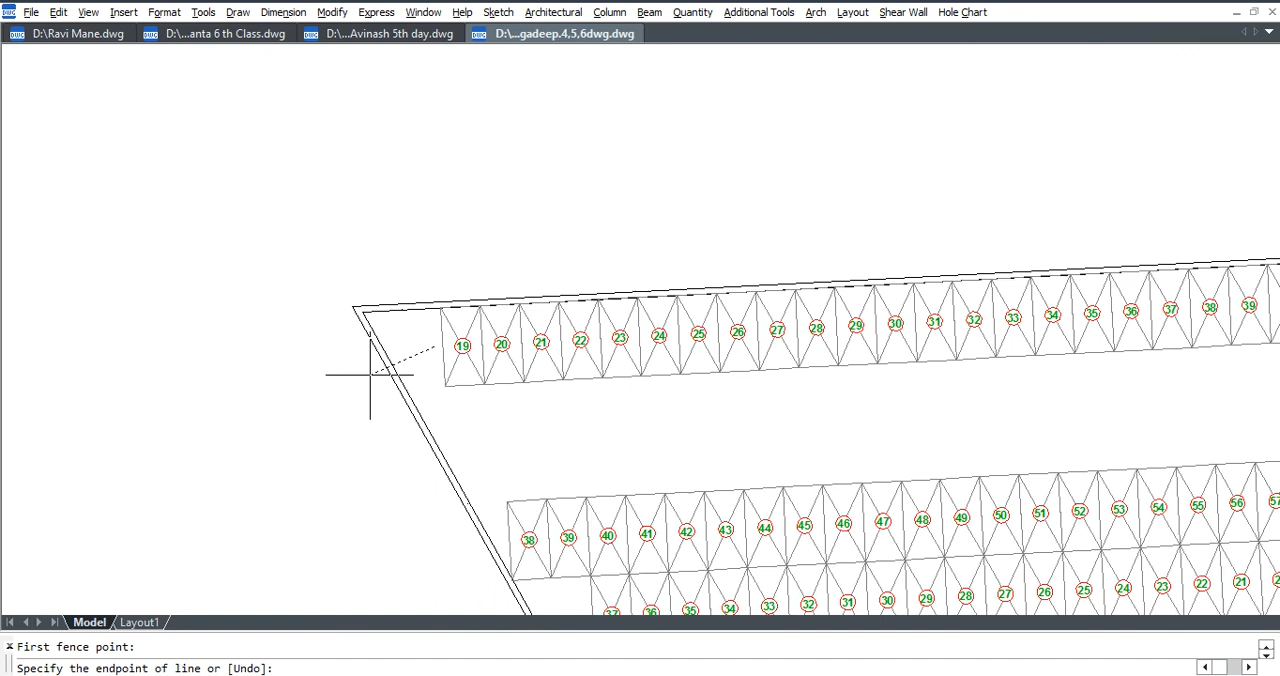 File Edit View Insert Format Tools Draw Dimension Modify Express Window Help Sketch Architectural Column Beam Quantity Additional Tools Arch Layout Shear Wall Hole Chart
D:\Ravi Mane.dwg D:\...anta 6 th Class.dwg D:\...Avinash 5th day.dwg D:\...gadeep.4,5,6dwg.dwg
19 20 21 22 23 24 25 26 27 28 29 30 31 32 33 34 35 36 37 38 39
38 39 40 41 42 43 44 45 46 47 48 49 50 51 52 53 54 55 56 57
37 36 35 34 33 32 31 30 29 28 27 26 25 24 23 22 21
Model Layout1
First fence point:
Specify the endpoint of line or [Undo]: